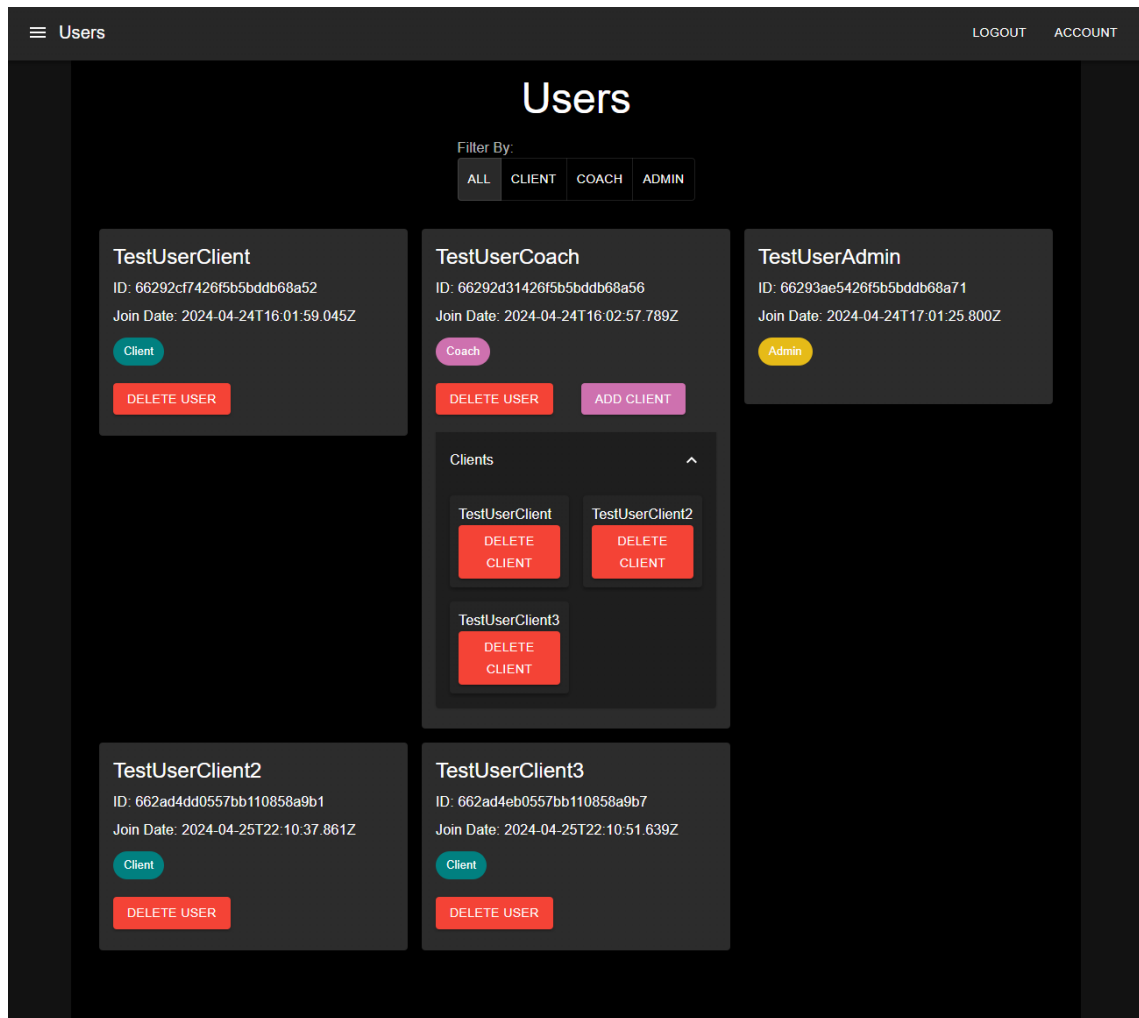 Users
LOGOUT
ACCOUNT
Users
Filter By:
ALL
CLIENT
COACH
ADMIN
TestUserClient
ID: 66292cf7426f5b5bddb68a52
Join Date: 2024-04-24T16:01:59.045Z
Client
DELETE USER
TestUserCoach
ID: 66292d31426f5b5bddb68a56
Join Date: 2024-04-24T16:02:57.789Z
Coach
DELETE USER
ADD CLIENT
Clients
TestUserClient
DELETE
CLIENT
TestUserClient2
DELETE
CLIENT
TestUserClient3
DELETE
CLIENT
TestUserAdmin
ID: 66293ae5426f5b5bddb68a71
Join Date: 2024-04-24T17:01:25.800Z
Admin
TestUserClient2
ID: 662ad4dd0557bb110858a9b1
Join Date: 2024-04-25T22:10:37.861Z
Client
DELETE USER
TestUserClient3
ID: 662ad4eb0557bb110858a9b7
Join Date: 2024-04-25T22:10:51.639Z
Client
DELETE USER